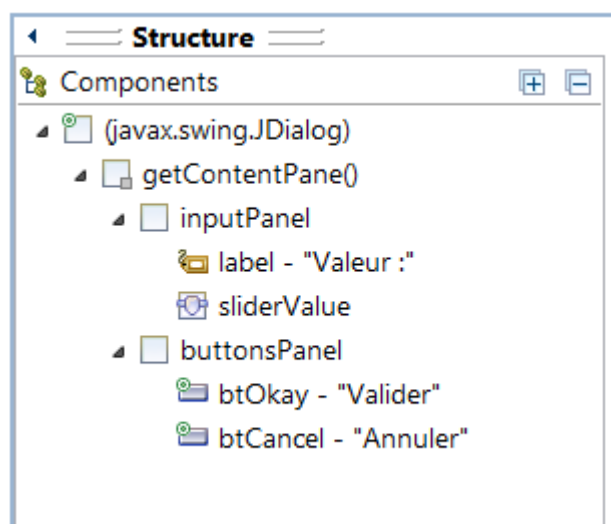 Structure
Components
(javax.swing.JDialog)
getContentPane()
inputPanel
label - "Valeur :"
sliderValue
buttonsPanel
btOkay - "Valider"
btCancel - "Annuler"